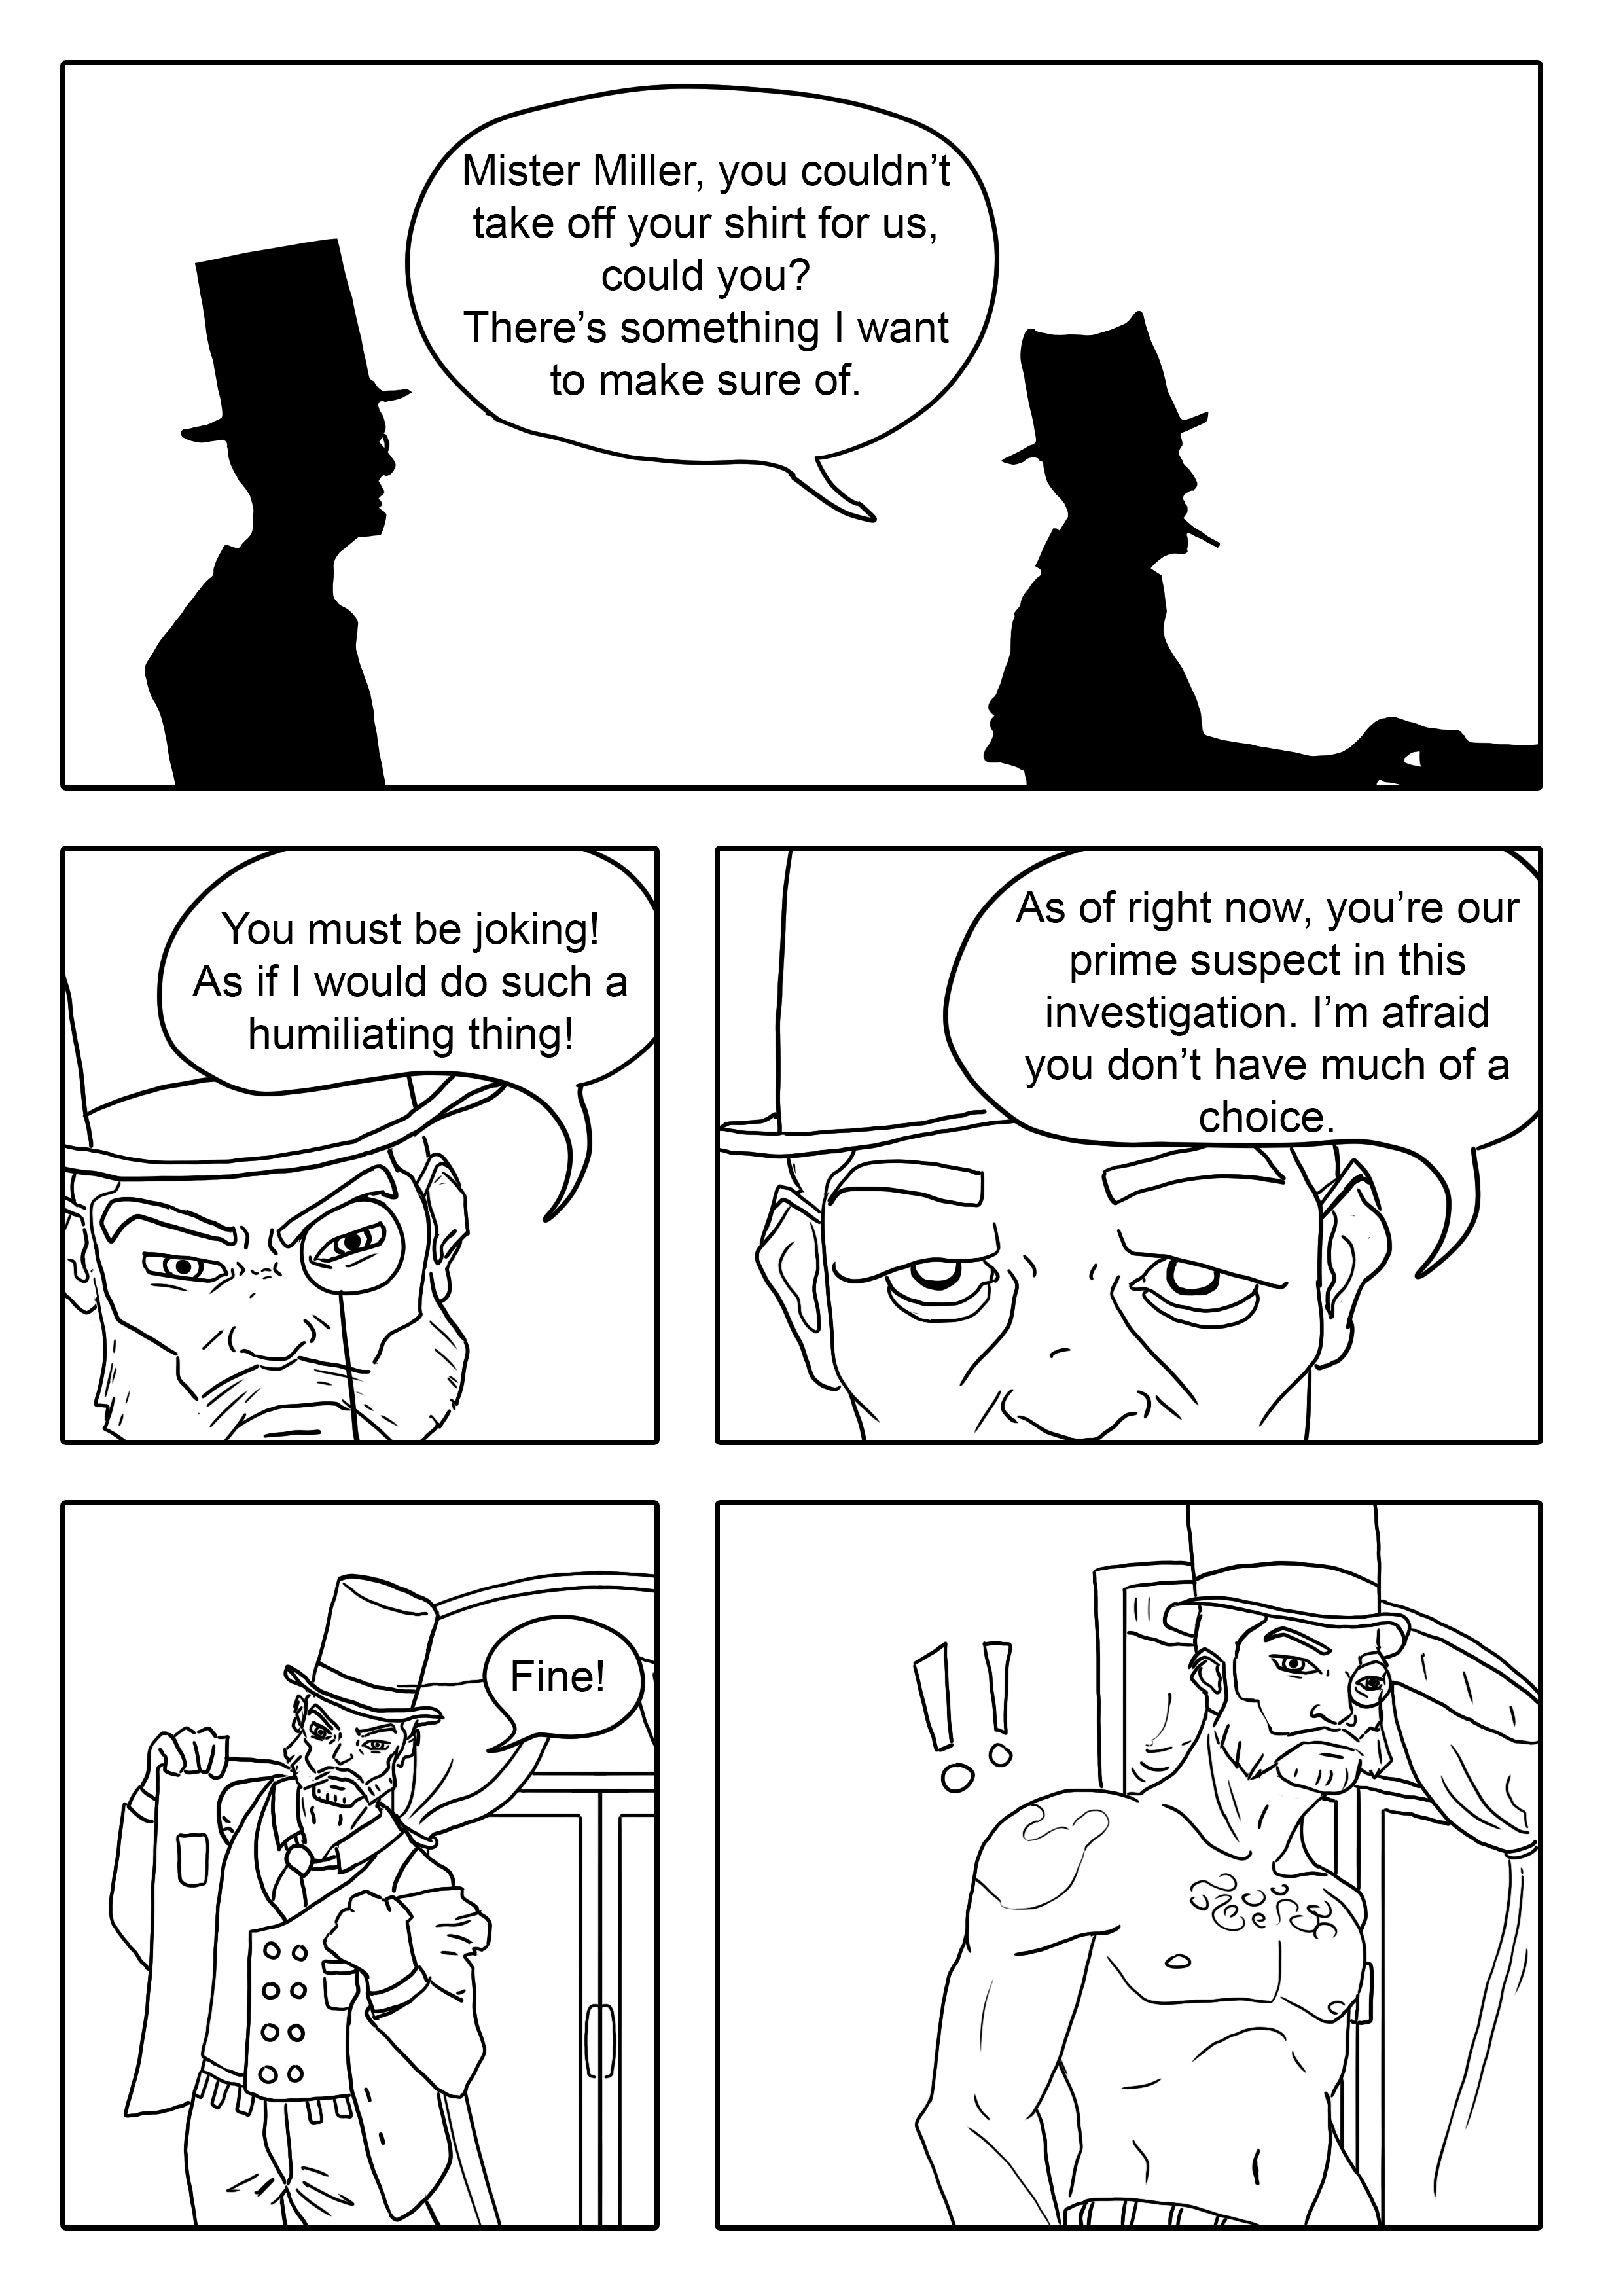 Mister Miller, you couldn’t
take off your shirt for us,
could you?
There’s something I want
to make sure of.
You must be joking!
As if I would do such a
humiliating thing!
As of right now, you’re our
prime suspect in this
investigation. I’m afraid
you don’t have much of a
choice.
Fine!
!!